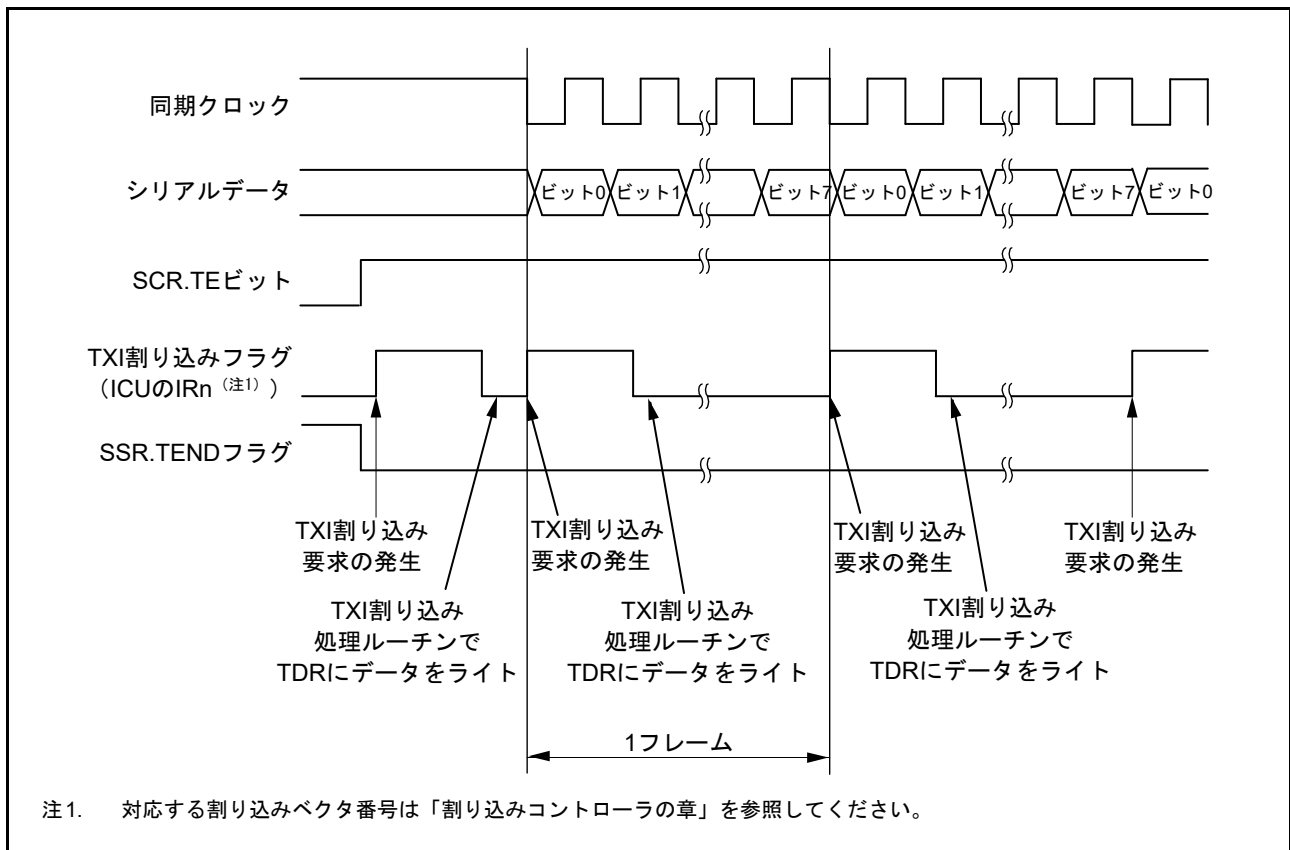 同期クロック
シリアルデータ
ビット0 ビット1 ビット7 ビット0 ビット1 ビット7 ビット0
SCR.TEビット
TXI割り込みフラグ
（ICUのIRn（注1））
SSR.TENDフラグ
TXI割り込み
要求の発生
TXI割り込み
処理ルーチンで
TDRにデータをライト
TXI割り込み
要求の発生
TXI割り込み
処理ルーチンで
TDRにデータをライト
TXI割り込み
要求の発生
TXI割り込み
処理ルーチンで
TDRにデータをライト
TXI割り込み
要求の発生
1フレーム
注1. 対応する割り込みベクタ番号は「割り込みコントローラの章」を参照してください。